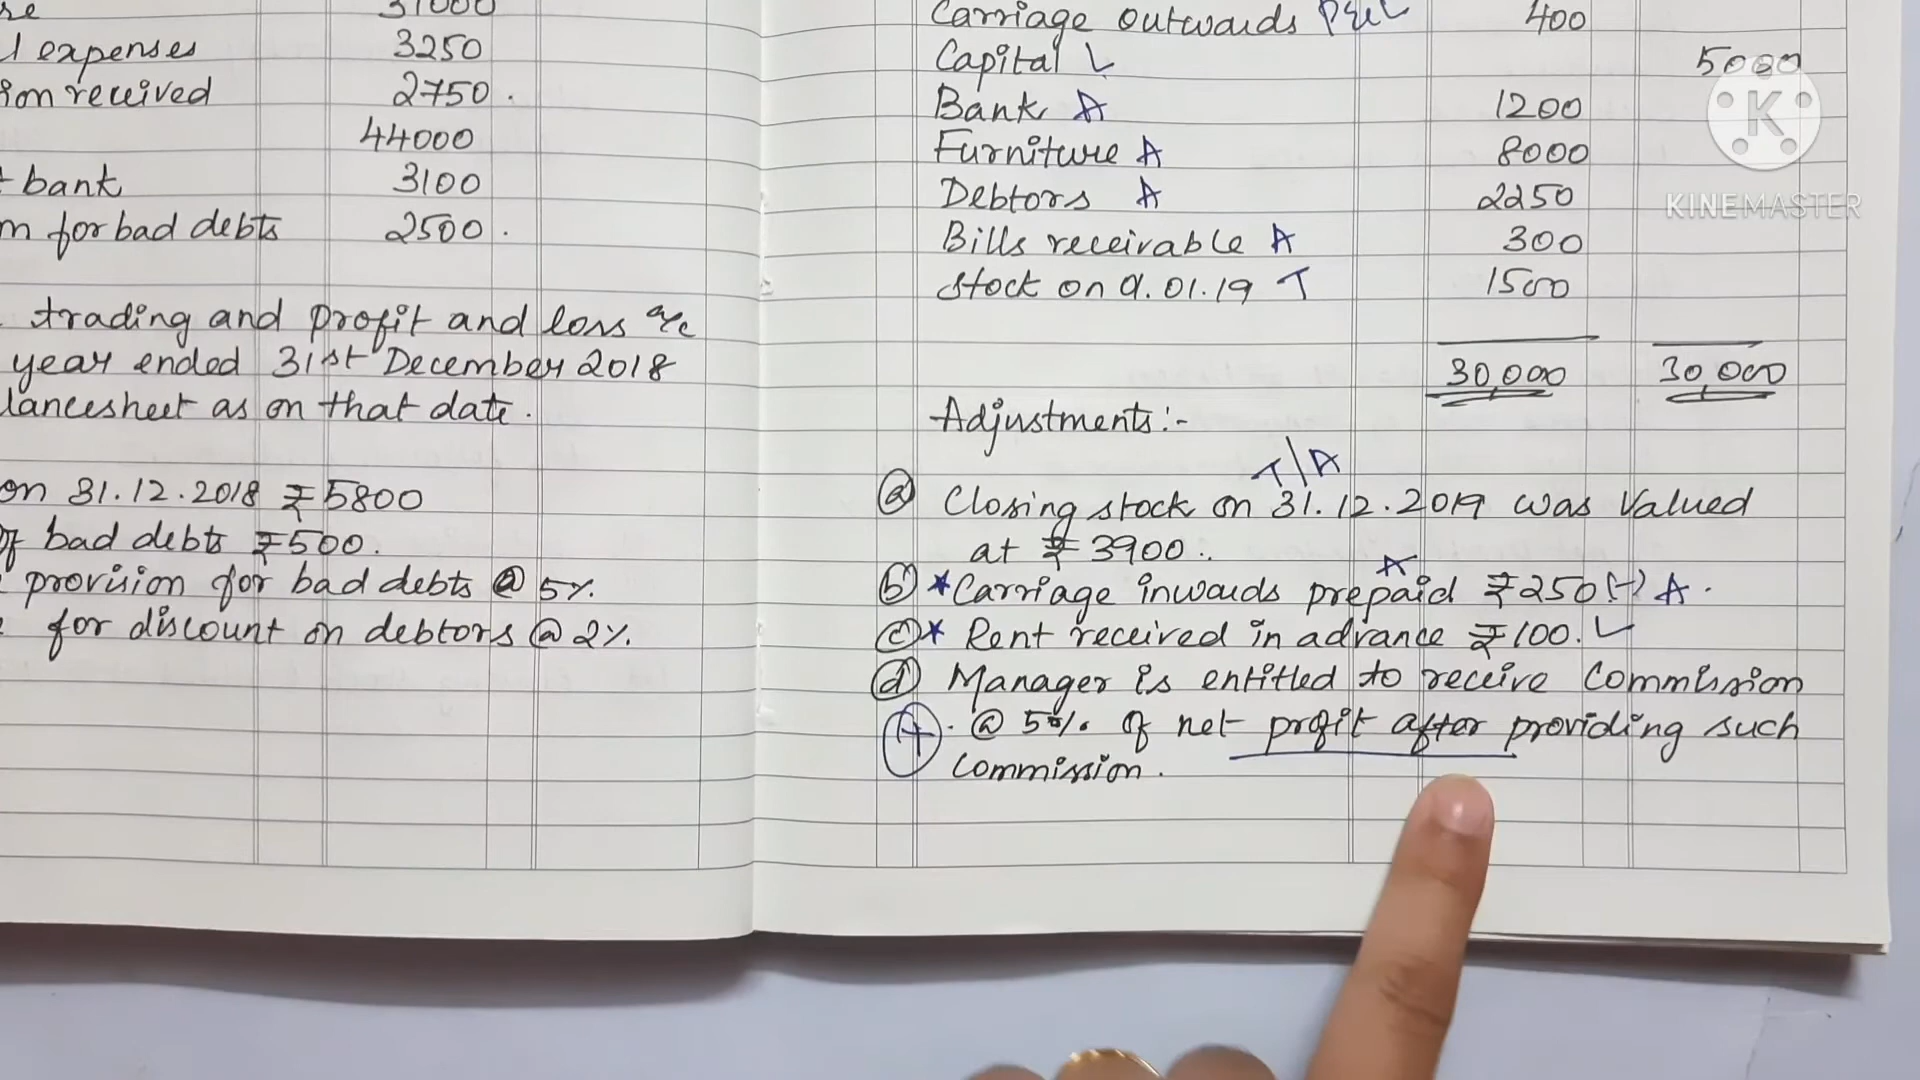 31000
expenses 3250
ion received 2750.
44000
bank 3100
for bad debts 2500.
trading and profit and loss a/c
year ended 31st December 2018
lancesheet as on that date.
on 31.12.2018 ₹5800
bad debts ₹500.
provision for bad debts @ 5%.
for discount on debtors @ 2%.
Carriage outwards P&L 400
Capital L 5000
Bank A 1200
Furniture A 8000
Debtors A 2250
Bills receivable A 300
Stock on 01.01.19 T 1500
30,000 30,000
Adjustments:-
T/A
(a) Closing stock on 31.12.2019 was valued
at ₹ 3900.
A
(b) *Carriage inwards prepaid ₹250 (-) A.
(c) * Rent received in advance ₹100. L
(d) Manager is entitled to receive Commission
@ 5% of net profit after providing such
Commission.
KINEMASTER